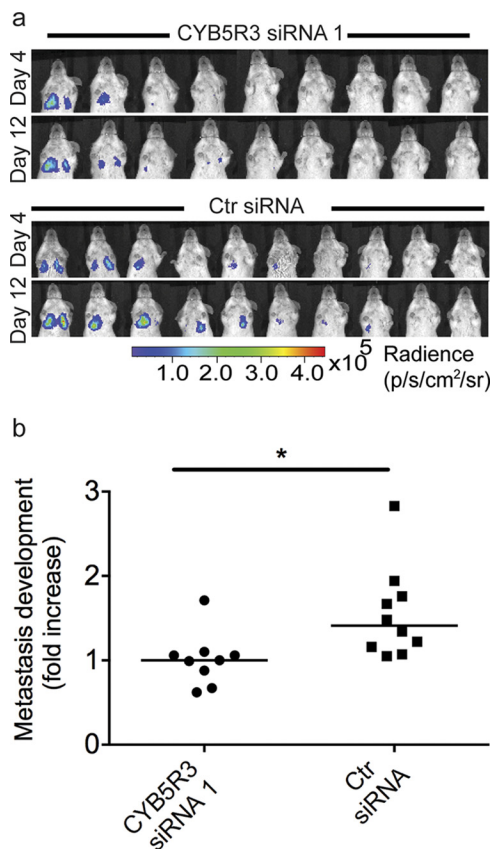 a
CYB5R3 siRNA 1
Day 4
Day 12
Ctr siRNA
Day 4
Day 12
1.0 2.0 3.0 4.0 x10^5
Radience
(p/s/cm²/sr)
b
*
Metastasis development
(fold increase)
3
2
1
0
CYB5R3
siRNA 1
Ctr
siRNA